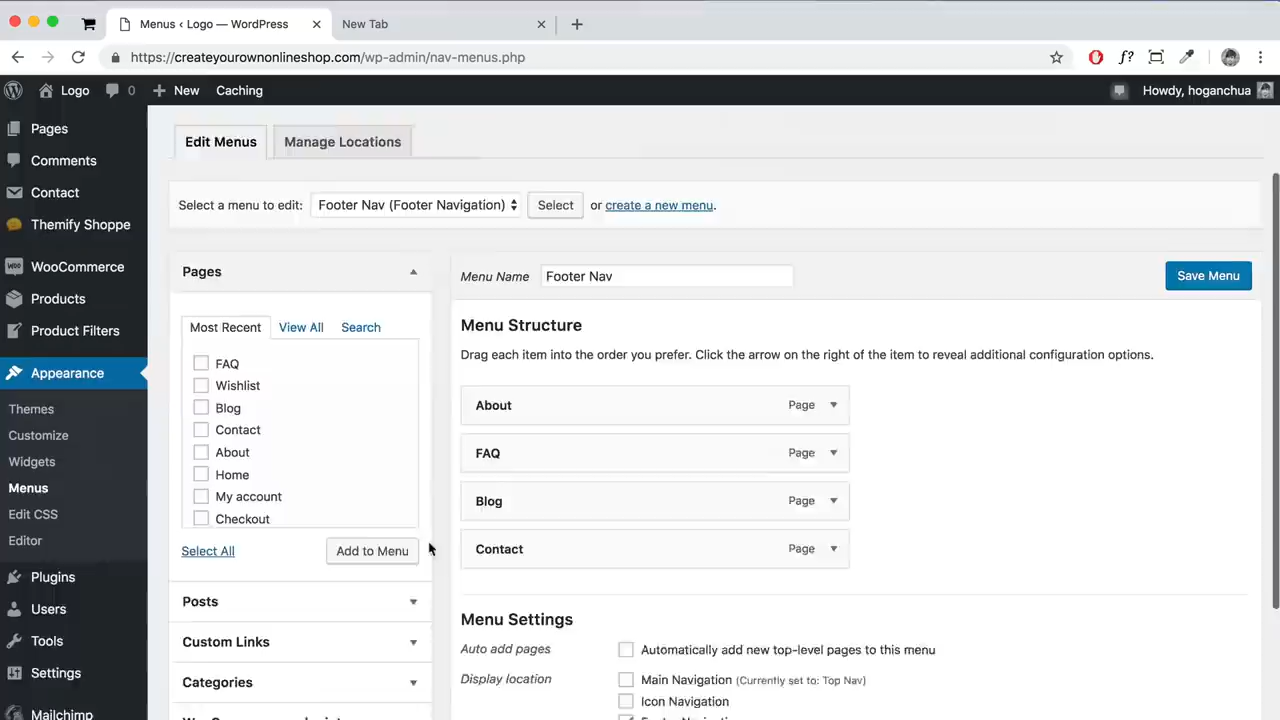 Menus ‹ Logo — WordPress
New Tab
https://createyourownonlineshop.com/wp-admin/nav-menus.php
f?
Logo
0
New
Caching
Howdy, hoganchua
Pages
Comments
Contact
Themify Shoppe
WooCommerce
Products
Product Filters
Appearance
Themes
Customize
Widgets
Menus
Edit CSS
Editor
Plugins
Users
Tools
Settings
Mailchimp
Edit Menus
Manage Locations
Select a menu to edit: Footer Nav (Footer Navigation) Select or create a new menu.
Pages
Most Recent View All Search
FAQ
Wishlist
Blog
Contact
About
Home
My account
Checkout
Select All
Add to Menu
Posts
Custom Links
Categories
Menu Name Footer Nav
Save Menu
Menu Structure
Drag each item into the order you prefer. Click the arrow on the right of the item to reveal additional configuration options.
About Page
FAQ Page
Blog Page
Contact Page
Menu Settings
Auto add pages
Automatically add new top-level pages to this menu
Display location
Main Navigation (Currently set to: Top Nav)
Icon Navigation